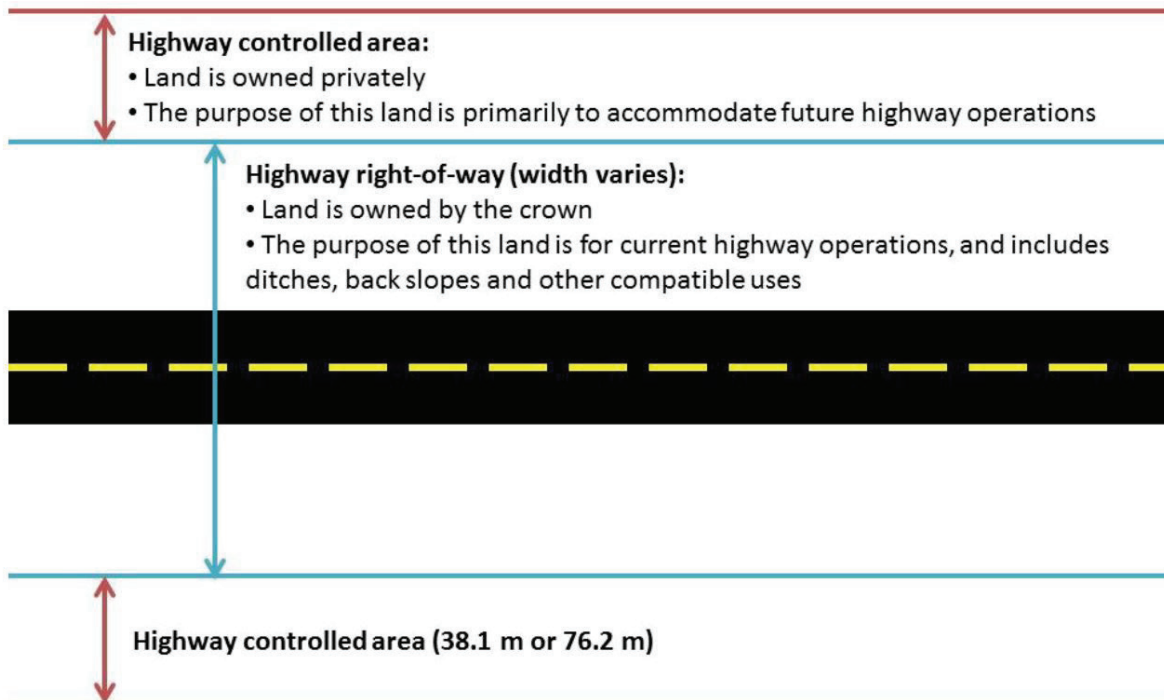 Highway controlled area:
• Land is owned privately
• The purpose of this land is primarily to accommodate future highway operations
Highway right-of-way (width varies):
• Land is owned by the crown
• The purpose of this land is for current highway operations, and includes
ditches, back slopes and other compatible uses
Highway controlled area (38.1 m or 76.2 m)